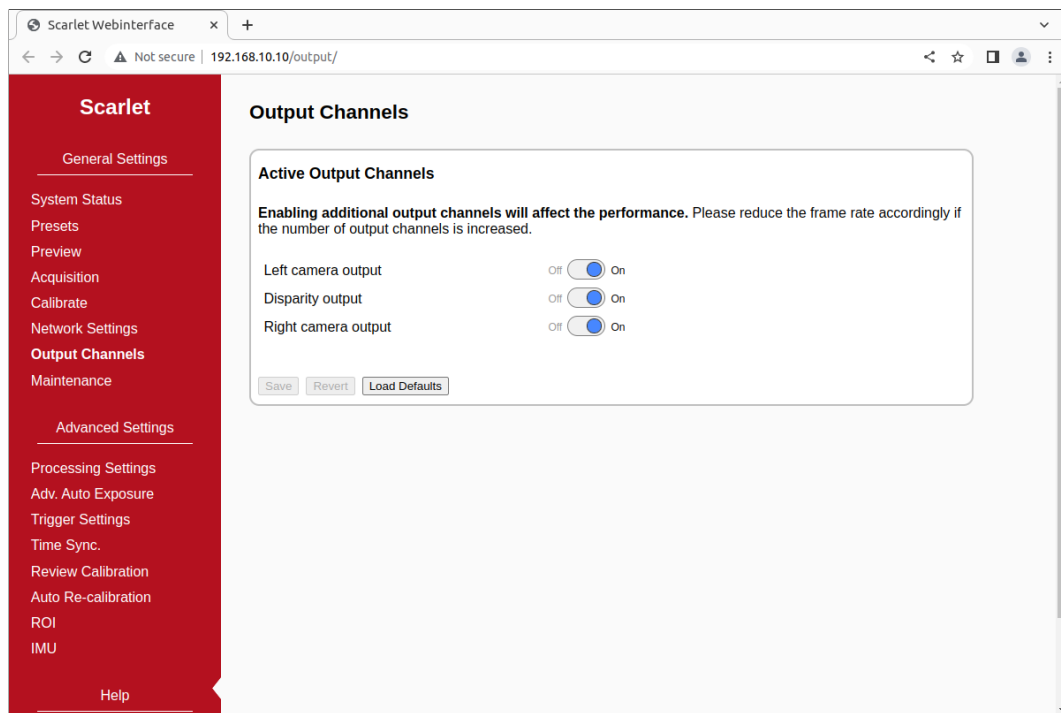 Scarlet Webinterface
Not secure | 192.168.10.10/output/
Scarlet
General Settings
System Status
Presets
Preview
Acquisition
Calibrate
Network Settings
Output Channels
Maintenance
Advanced Settings
Processing Settings
Adv. Auto Exposure
Trigger Settings
Time Sync.
Review Calibration
Auto Re-calibration
ROI
IMU
Help
Output Channels
Active Output Channels
Enabling additional output channels will affect the performance. Please reduce the frame rate accordingly if
the number of output channels is increased.
Left camera output Off On
Disparity output Off On
Right camera output Off On
Save Revert Load Defaults